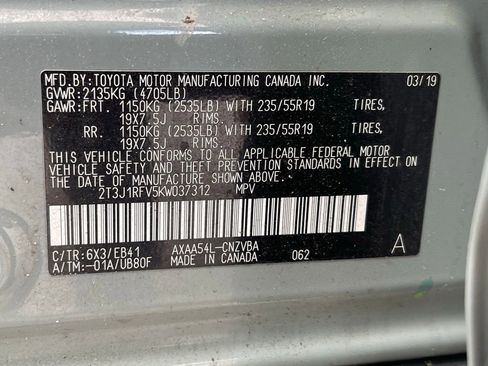 MFD. BY: TOYOTA MOTOR MANUFACTURING CANADA INC. 03/19
GVWR: 2135KG (4705LB)
GAWR: FRT. 1150KG (2535LB) WITH 235/55R19 TIRES,
19X7.5J RIMS.
RR. 1150KG (2535LB) WITH 235/55R19 TIRES,
19X7.5J RIMS.
THIS VEHICLE CONFORMS TO ALL APPLICABLE FEDERAL MOTOR
VEHICLE SAFETY AND THEFT PREVENTION STANDARDS IN EFFECT
ON THE DATE OF MANUFACTURE SHOWN ABOVE.
2T3J1RFV5KW037312 MPV
C/TR: 6X3/EB41 AXAA54L-CNZVBA A
A/TM: -01A/UB80F MADE IN CANADA 062